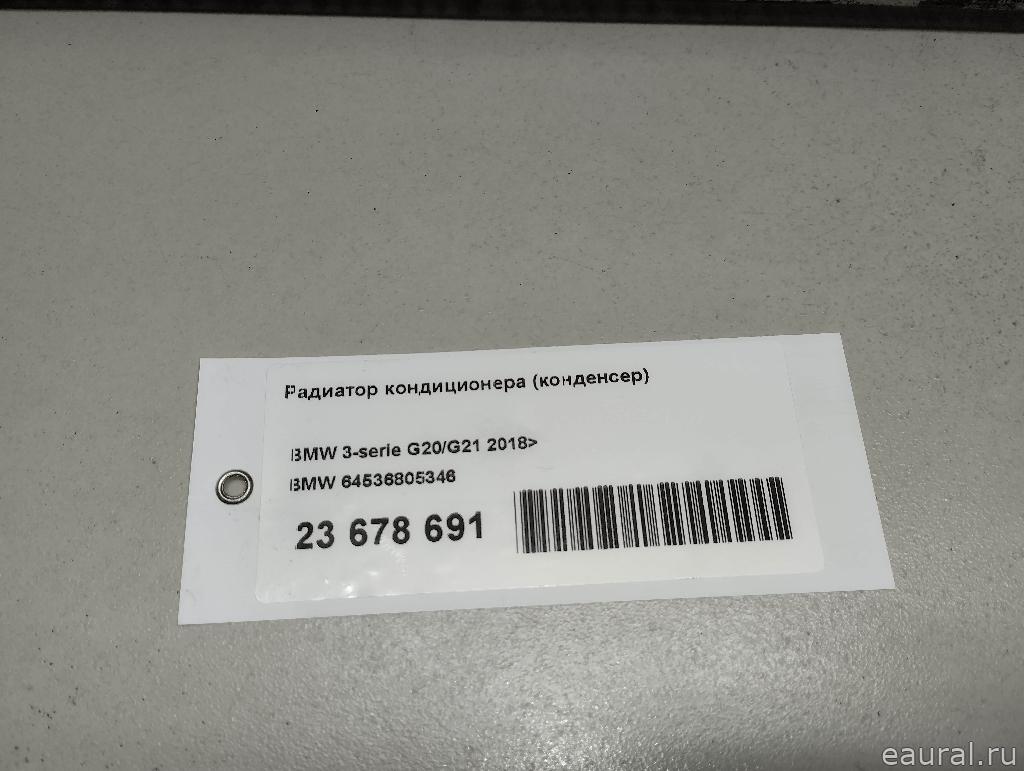 Радиатор кондиционера (конденсер)
BMW 3-serie G20/G21 2018>
BMW 64536805346
23 678 691
eaural.ru